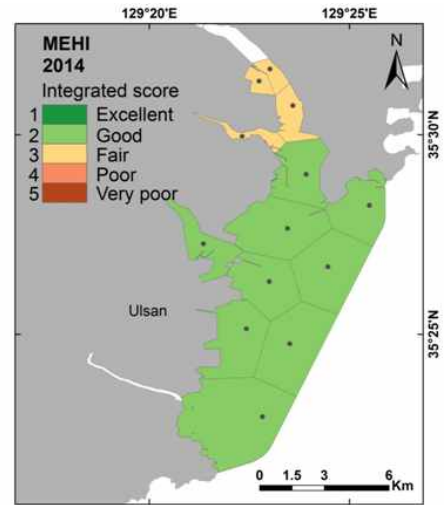 129°20'E 129°25'E
MEHI
2014
Integrated score
1 Excellent
2 Good
3 Fair
4 Poor
5 Very poor
N
35°30'N
Ulsan
35°25'N
0 1.5 3 6
Km